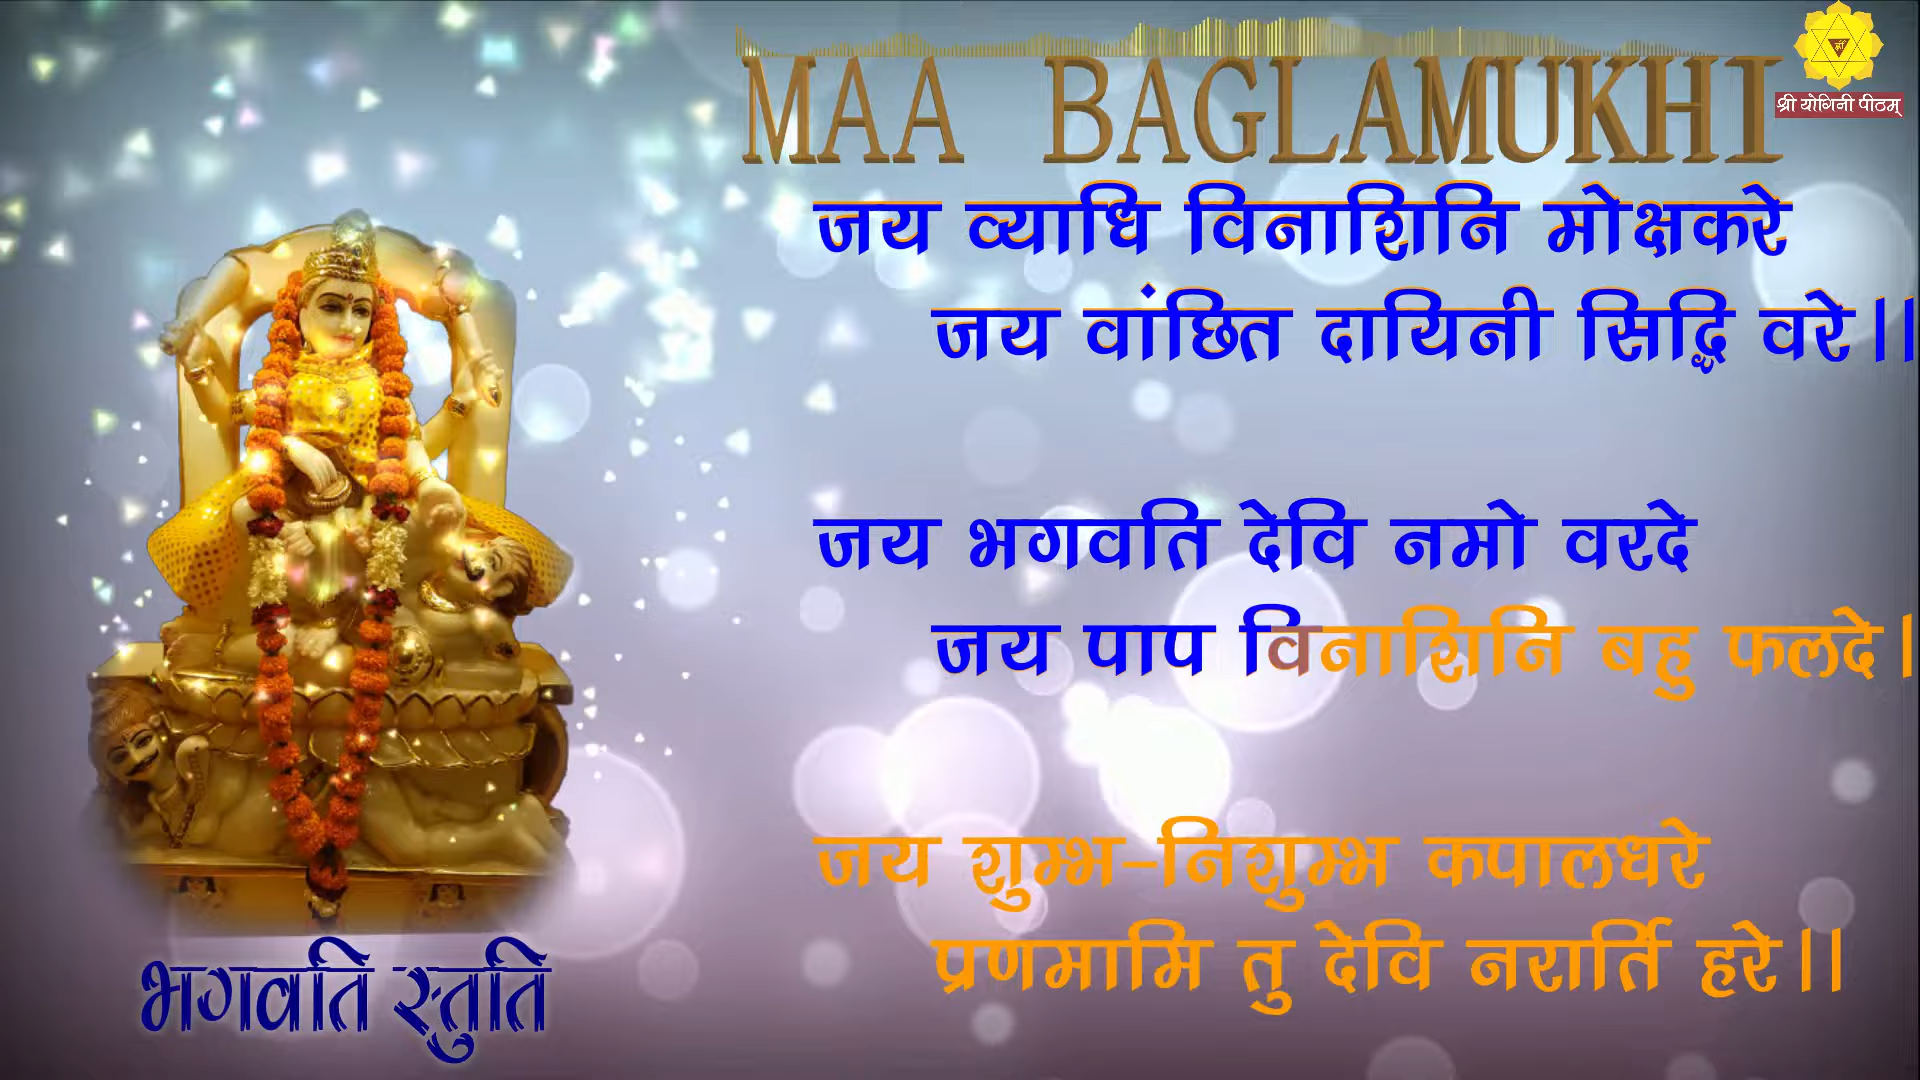 MAA BAGLAMUKHI
श्री योगिनी पीठम्
जय व्याधि विनाशिनि मोक्षकरे
जय वांछित दायिनी सिद्धि वरे।।
जय भगवति देवि नमो वरदे
जय पाप विनाशिनि बहु फलदे।
जय शुम्भ-निशुम्भ कपालधरे
प्रणमामि तु देवि नरार्ति हरे।।
भगवति स्तुति